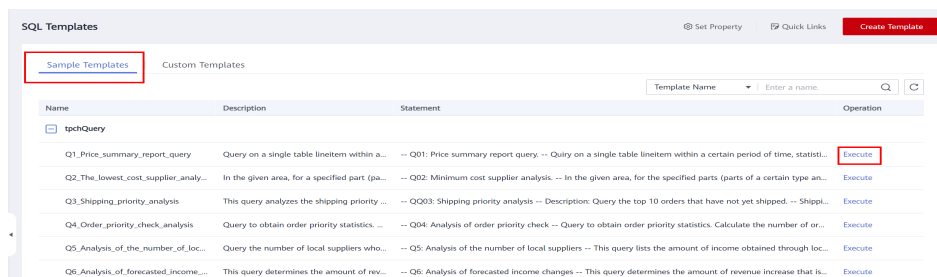 SQL Templates Set Property Quick Links Create Template
Sample Templates Custom Templates
Template Name Enter a name.
Name Description Statement Operation
tpchQuery
Q1_Price_summary_report_query Query on a single table lineitem within a... -- Q01: Price summary report query. -- Quiry on a single table lineitem within a certain period of time, statisti... Execute
Q2_The_lowest_cost_supplier_analy... In the given area, for a specified part (pa... -- Q02: Minimum cost supplier analysis. -- In the given area, for the specified parts (parts of a certain type an... Execute
Q3_Shipping_priority_analysis This query analyzes the shipping priority ... -- QQ03: Shipping priority analysis -- Description: Query the top 10 orders that have not yet shipped. -- Shippi... Execute
Q4_Order_priority_check_analysis Query to obtain order priority statistics. ... -- Q04: Analysis of order priority check -- Query to obtain order priority statistics. Calculate the number of or... Execute
Q5_Analysis_of_the_number_of_loc... Query the number of local suppliers who... -- Q5: Analysis of the number of local suppliers -- This query lists the amount of income obtained through loc... Execute
Q6_Analysis_of_forecasted_income_... This query determines the amount of rev... -- Q6: Analysis of forecasted income changes -- This query determines the amount of revenue increase that is... Execute